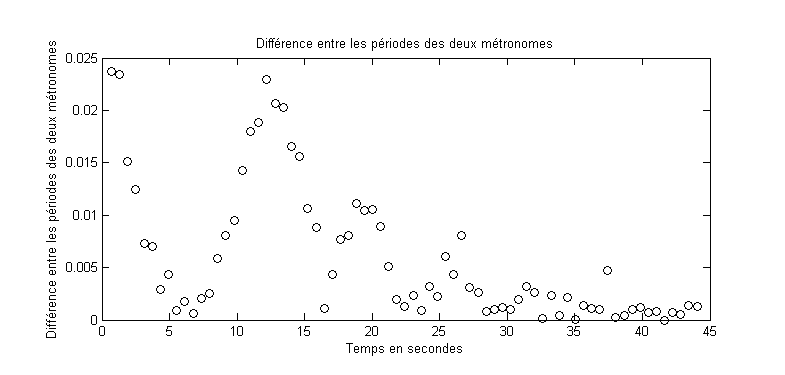 Différence entre les périodes des deux métronomes
Différence entre les périodes des deux métronomes
0.025
0.02
0.015
0.01
0.005
0
0 5 10 15 20 25 30 35 40 45
Temps en secondes